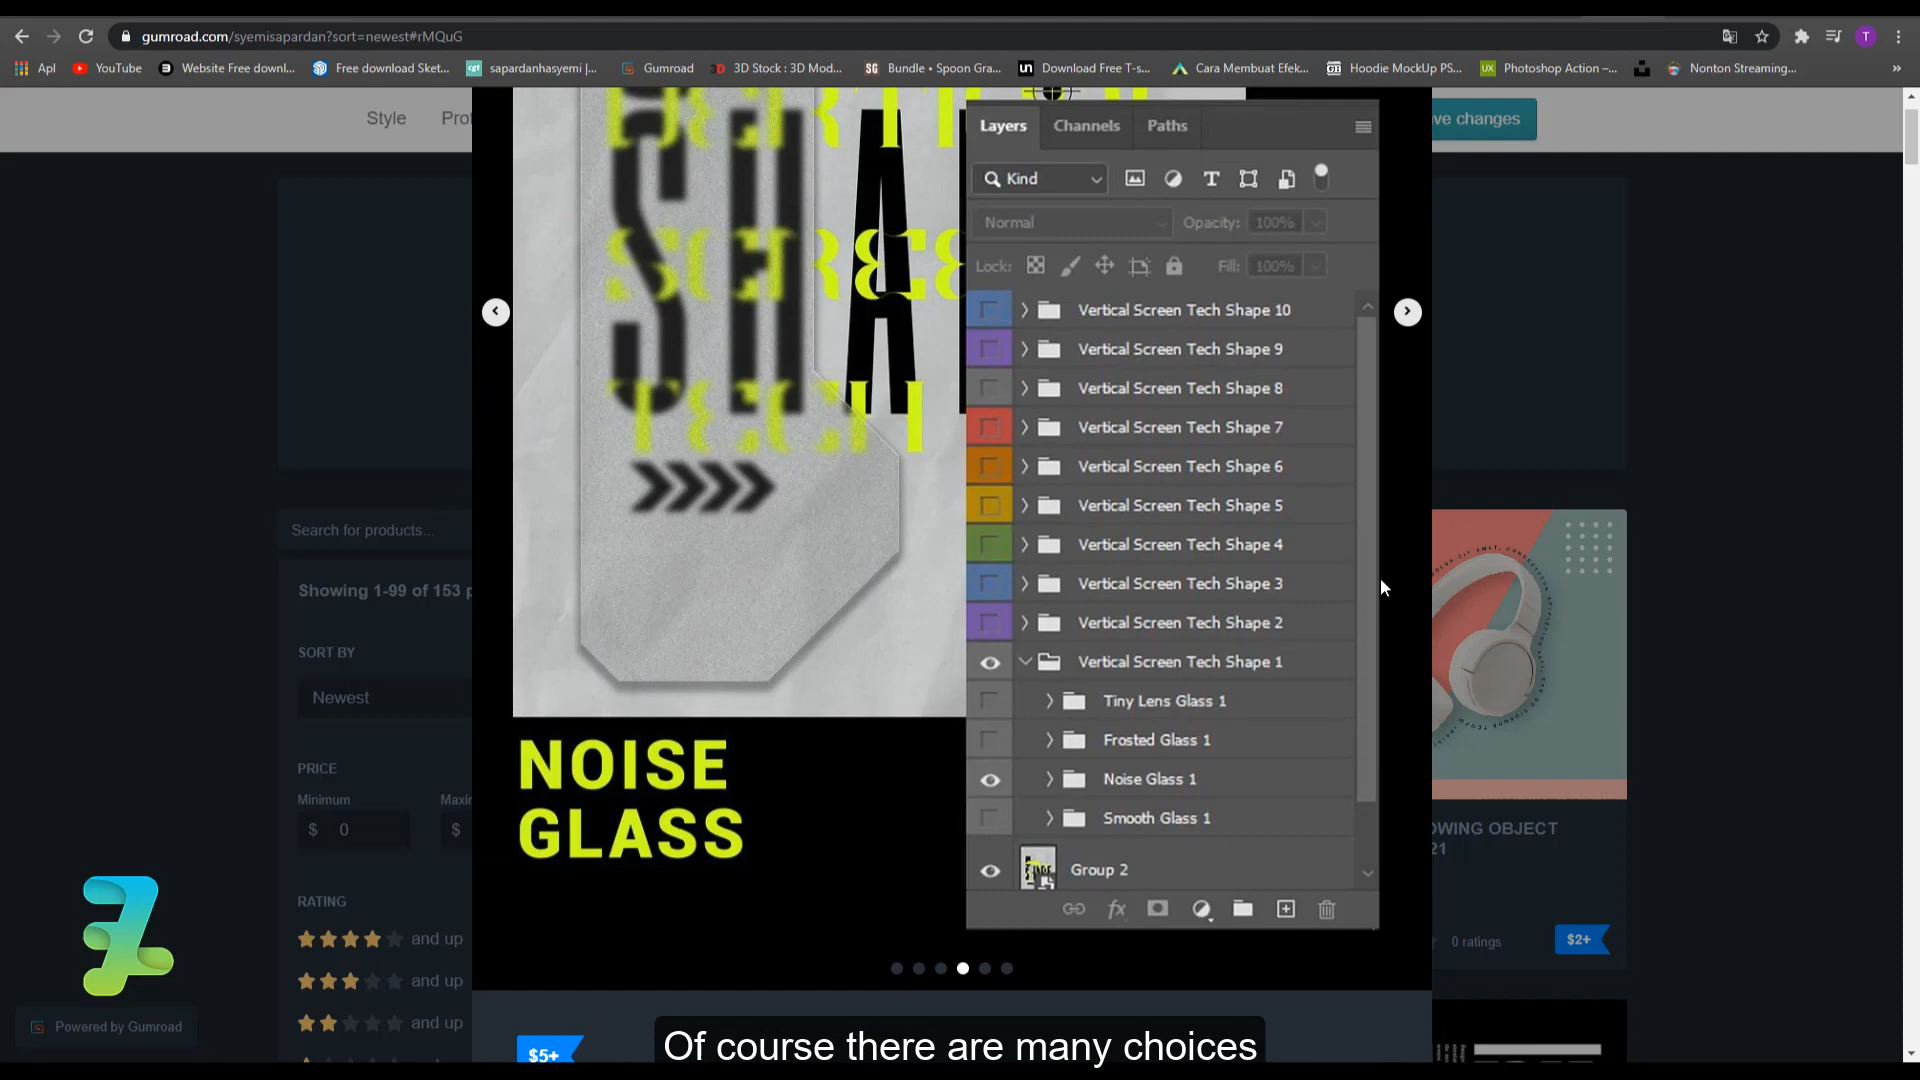 gumroad.com/syemisapardan?sort=newest#rMQuG
T
Apl
YouTube
Website Free downl...
Free download Sket...
sapardanhasyemi |...
Gumroad
3D Stock : 3D Mod...
Bundle • Spoon Gra...
Download Free T-s...
Cara Membuat Efek...
Hoodie MockUp PS...
Photoshop Action –...
Nonton Streaming...
»
Style
ve changes
SHA
SCREE
TECH
Layers
Channels
Paths
Kind
Normal
Opacity: 100%
Lock:
Fill: 100%
Vertical Screen Tech Shape 10
Vertical Screen Tech Shape 9
Vertical Screen Tech Shape 8
Vertical Screen Tech Shape 7
Vertical Screen Tech Shape 6
Vertical Screen Tech Shape 5
Vertical Screen Tech Shape 4
Vertical Screen Tech Shape 3
Vertical Screen Tech Shape 2
Vertical Screen Tech Shape 1
Tiny Lens Glass 1
Frosted Glass 1
Noise Glass 1
Smooth Glass 1
Group 2
fx
NOISE
GLASS
Search for products...
Showing 1-99 of 153 p
SORT BY
Newest
PRICE
Minimum
Maxi
$ 0
$
RATING
and up
and up
and up
Powered by Gumroad
OWING OBJECT
21
0 ratings
$2+
$5+
Of course there are many choices